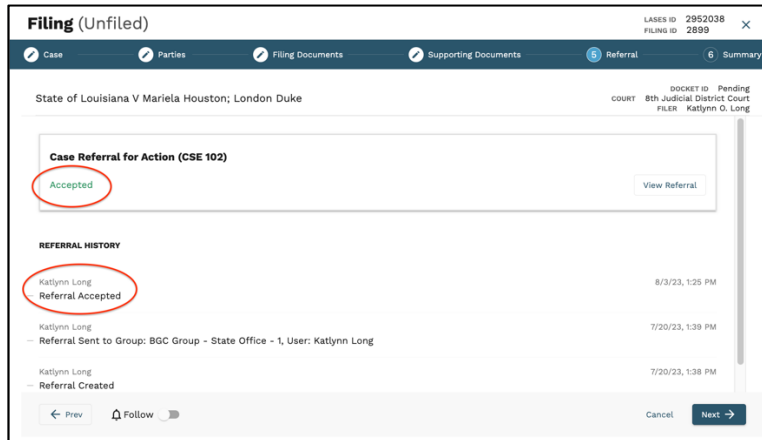 Filing (Unfiled)
LASES ID 2952038
FILING ID 2899
Case
Parties
Filing Documents
Supporting Documents
5 Referral
6 Summary
State of Louisiana V Mariela Houston; London Duke
DOCKET ID Pending
COURT 8th Judicial District Court
FILER Katlynn O. Long
Case Referral for Action (CSE 102)
Accepted
View Referral
REFERRAL HISTORY
Katlynn Long 8/3/23, 1:25 PM
Referral Accepted
Katlynn Long 7/20/23, 1:39 PM
Referral Sent to Group: BGC Group - State Office - 1, User: Katlynn Long
Katlynn Long 7/20/23, 1:38 PM
Referral Created
← Prev Follow Cancel Next →